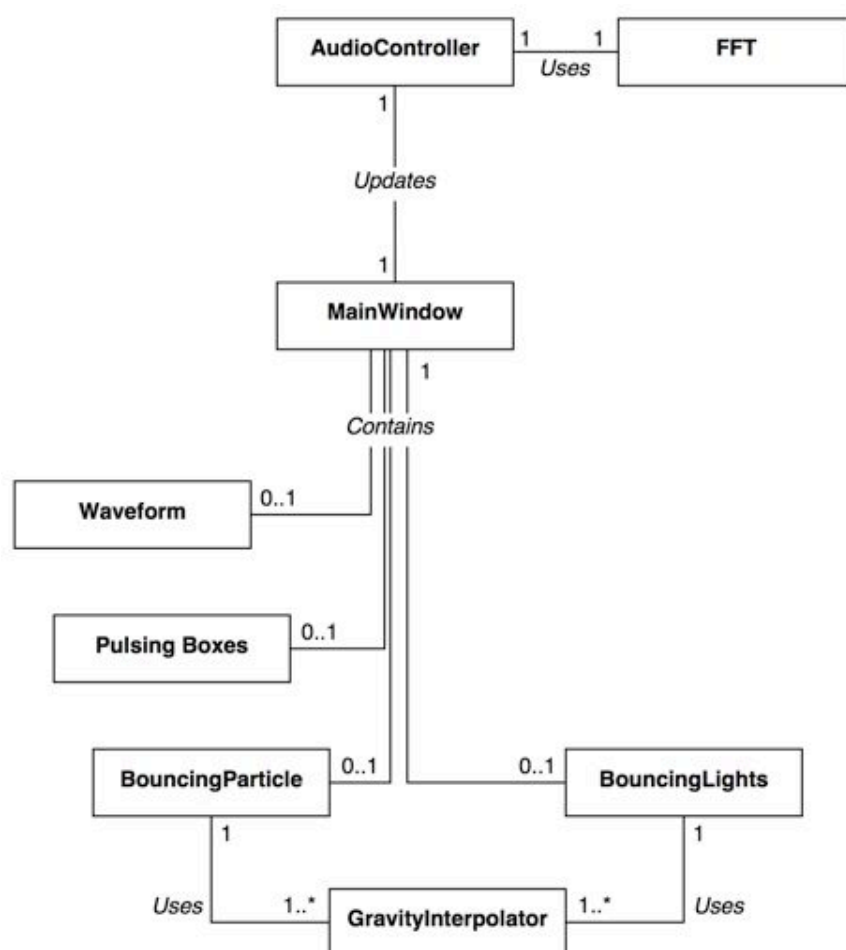 AudioController
1
1
FFT
Uses
1
Updates
1
MainWindow
1
Contains
Waveform
0..1
Pulsing Boxes
0..1
BouncingParticle
0..1
0..1
BouncingLights
1
1
Uses
1..*
GravityInterpolator
1..*
Uses